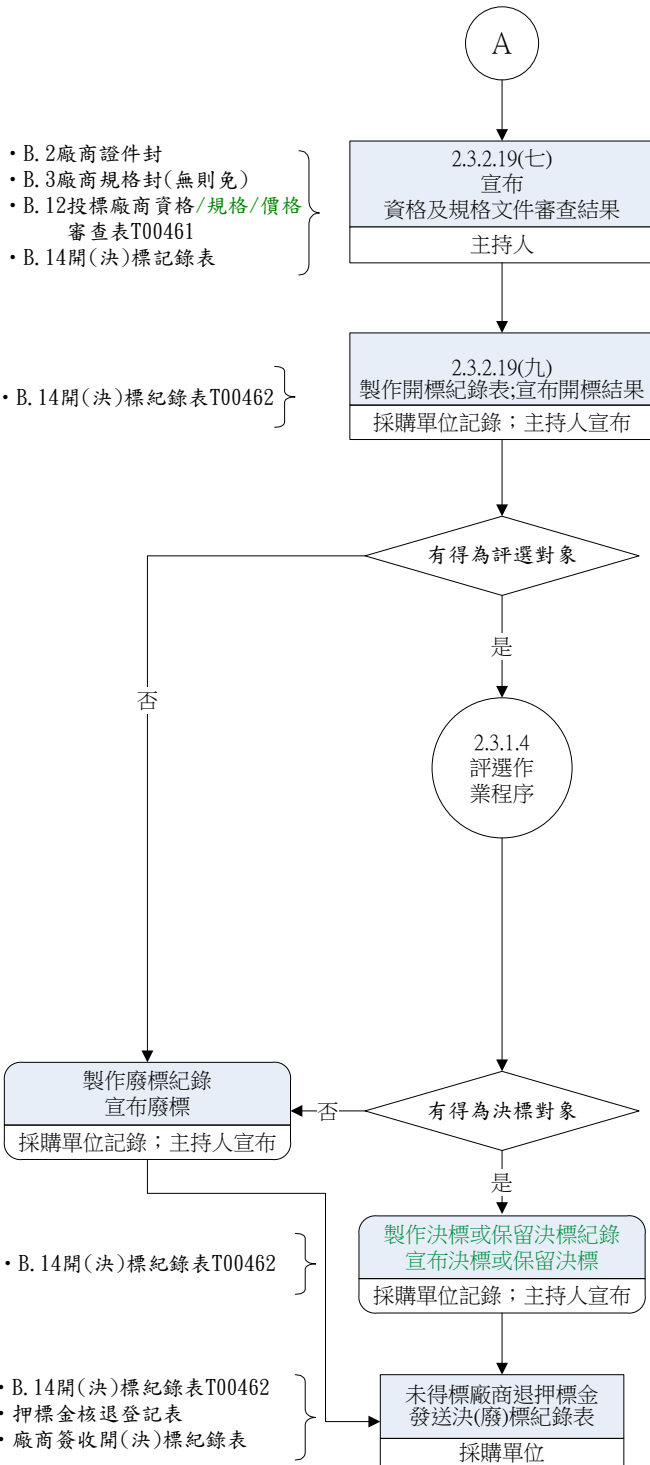 A
・B.2廠商證件封
・B.3廠商規格封(無則免)
・B.12投標廠商資格/規格/價格
審查表T00461
・B.14開(決)標記錄表
2.3.2.19(七)
宣布
資格及規格文件審查結果
主持人
・B.14開(決)標紀錄表T00462
2.3.2.19(九)
製作開標紀錄表;宣布開標結果
採購單位記錄；主持人宣布
有得為評選對象
是
否
2.3.1.4
評選作
業程序
製作廢標紀錄
宣布廢標
採購單位記錄；主持人宣布
否
有得為決標對象
是
・B.14開(決)標紀錄表T00462
製作決標或保留決標紀錄
宣布決標或保留決標
採購單位記錄；主持人宣布
・B.14開(決)標紀錄表T00462
・押標金核退登記表
・廠商簽收開(決)標紀錄表
未得標廠商退押標金
發送決(廢)標紀錄表
採購單位